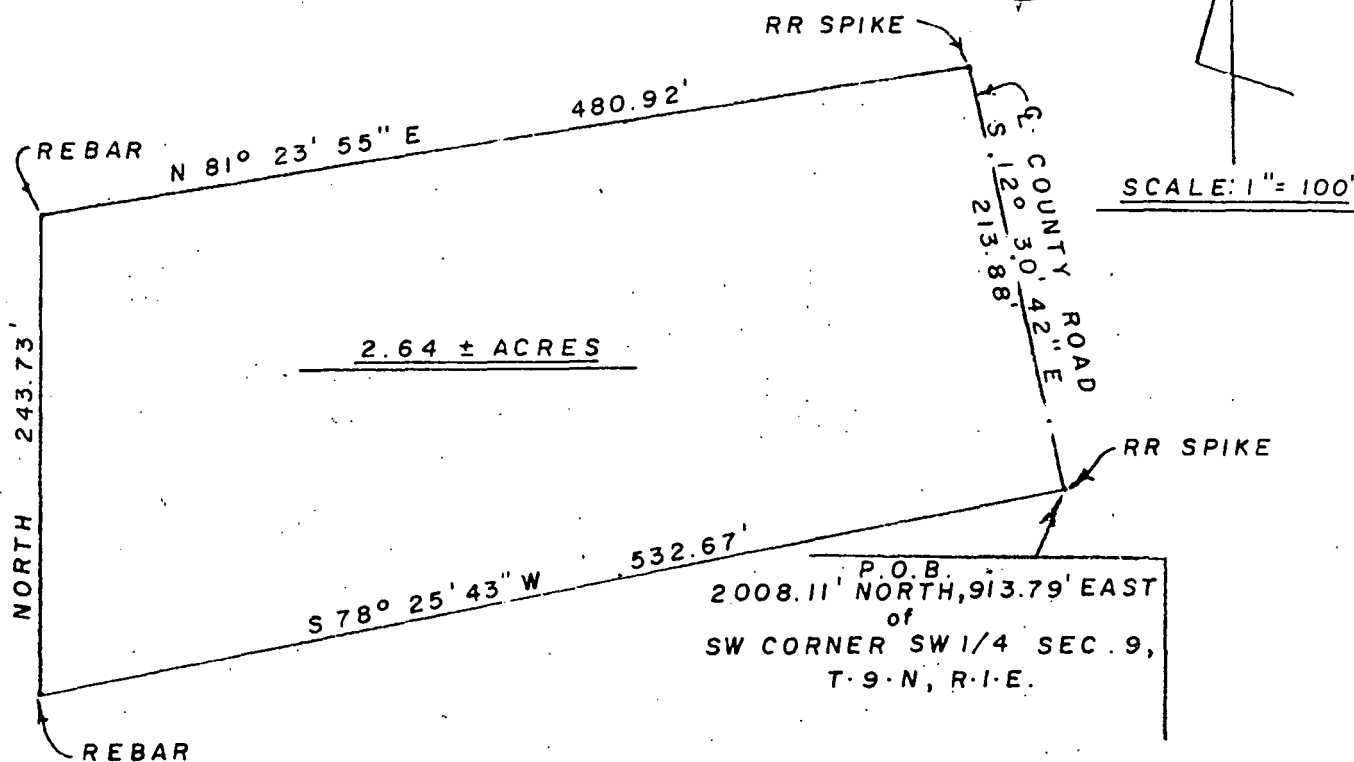 RR SPIKE
480.92'
N 81° 23' 55" E
REBAR
℄ COUNTY ROAD
S. 12° 30' 42" E
213.88'
SCALE: 1" = 100'
2.64 ± ACRES
NORTH 243.73'
RR SPIKE
532.67'
S 78° 25' 43" W
P.O.B.
2008.11' NORTH, 913.79' EAST
of
SW CORNER SW 1/4 SEC. 9,
T·9·N, R·1·E.
REBAR